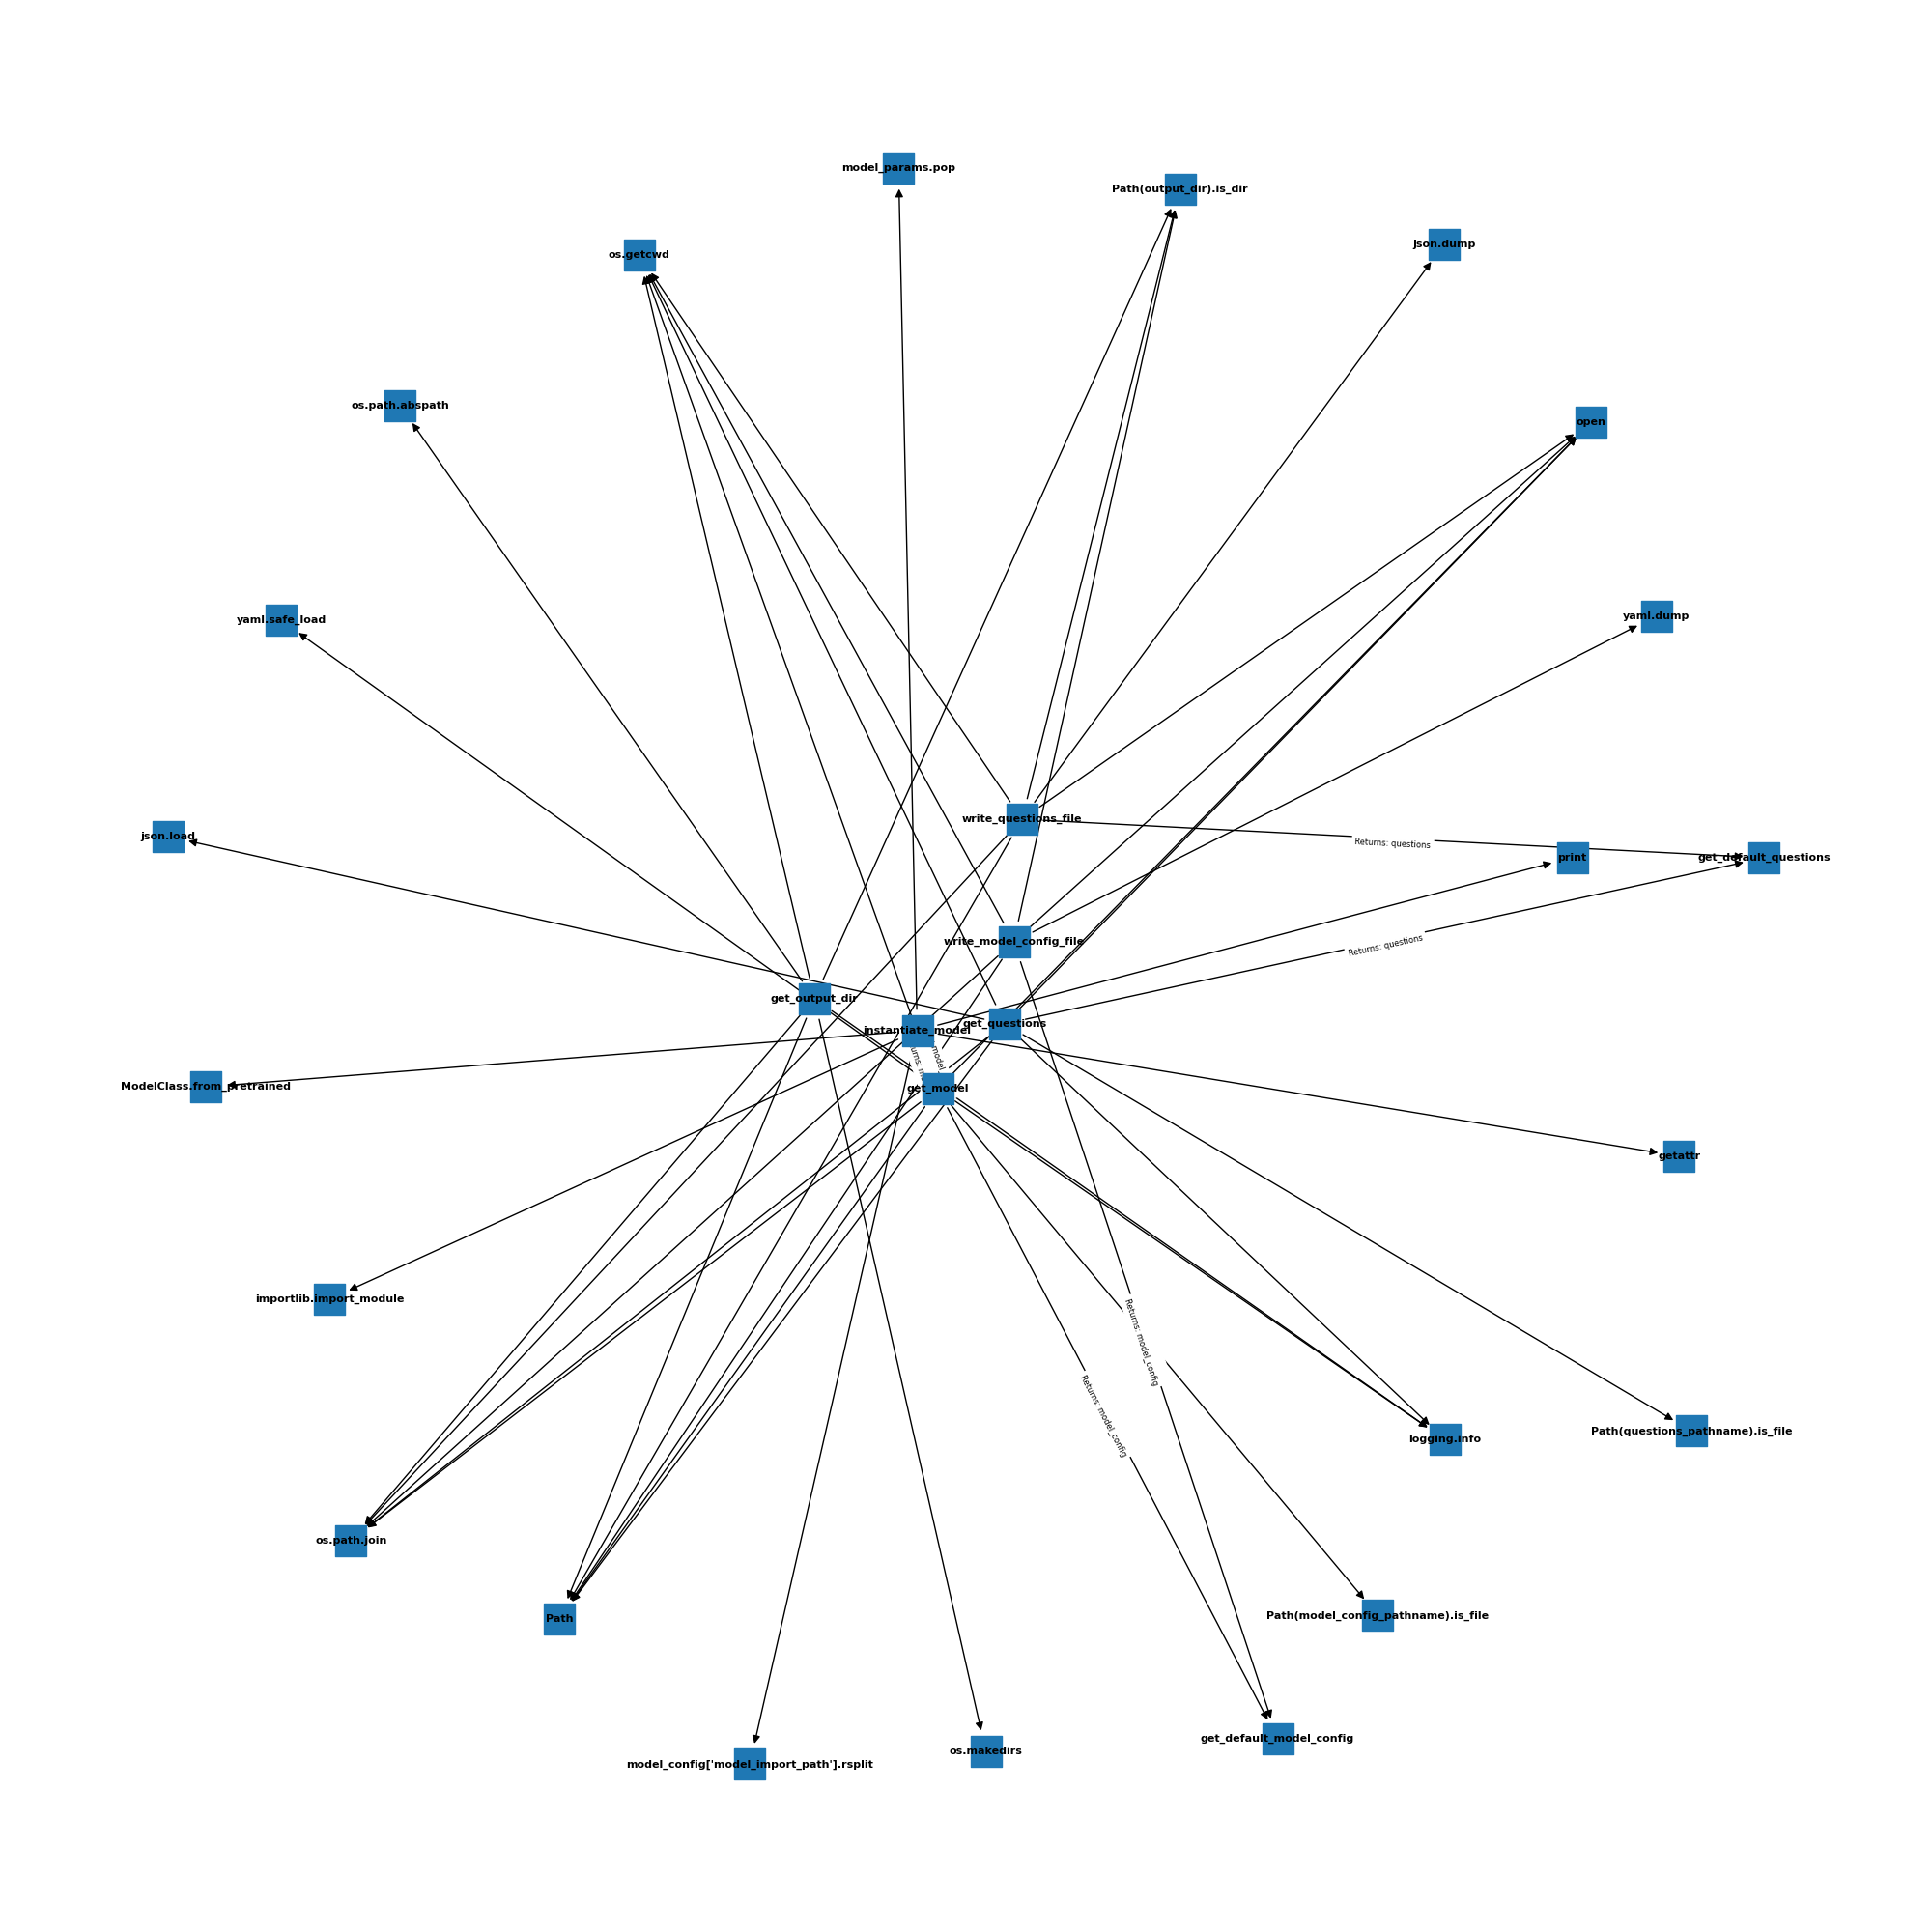 model_params.pop
Path(output_dir).is_dir
json.dump
os.getcwd
os.path.abspath
open
yaml.safe_load
yaml.dump
json.load
write_questions_file
Returns: questions
print
get_default_questions
write_model_config_file
Returns: questions
get_output_dir
instantiate_model
get_questions
get_model
ModelClass.from_pretrained
getattr
importlib.import_module
Returns: model_config
Returns: model_config
Path(questions_pathname).is_file
logging.info
os.path.join
Path
Path(model_config_pathname).is_file
get_default_model_config
os.makedirs
model_config['model_import_path'].rsplit